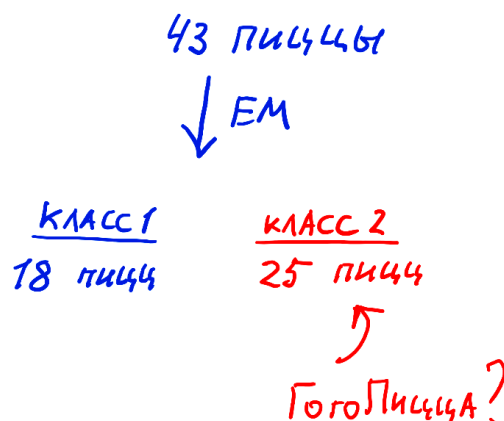 43 ПИЦЦЫ
ЕМ
КЛАСС 1
КЛАСС 2
18 ПИЦЦ
25 ПИЦЦ
ГогоПиццА?